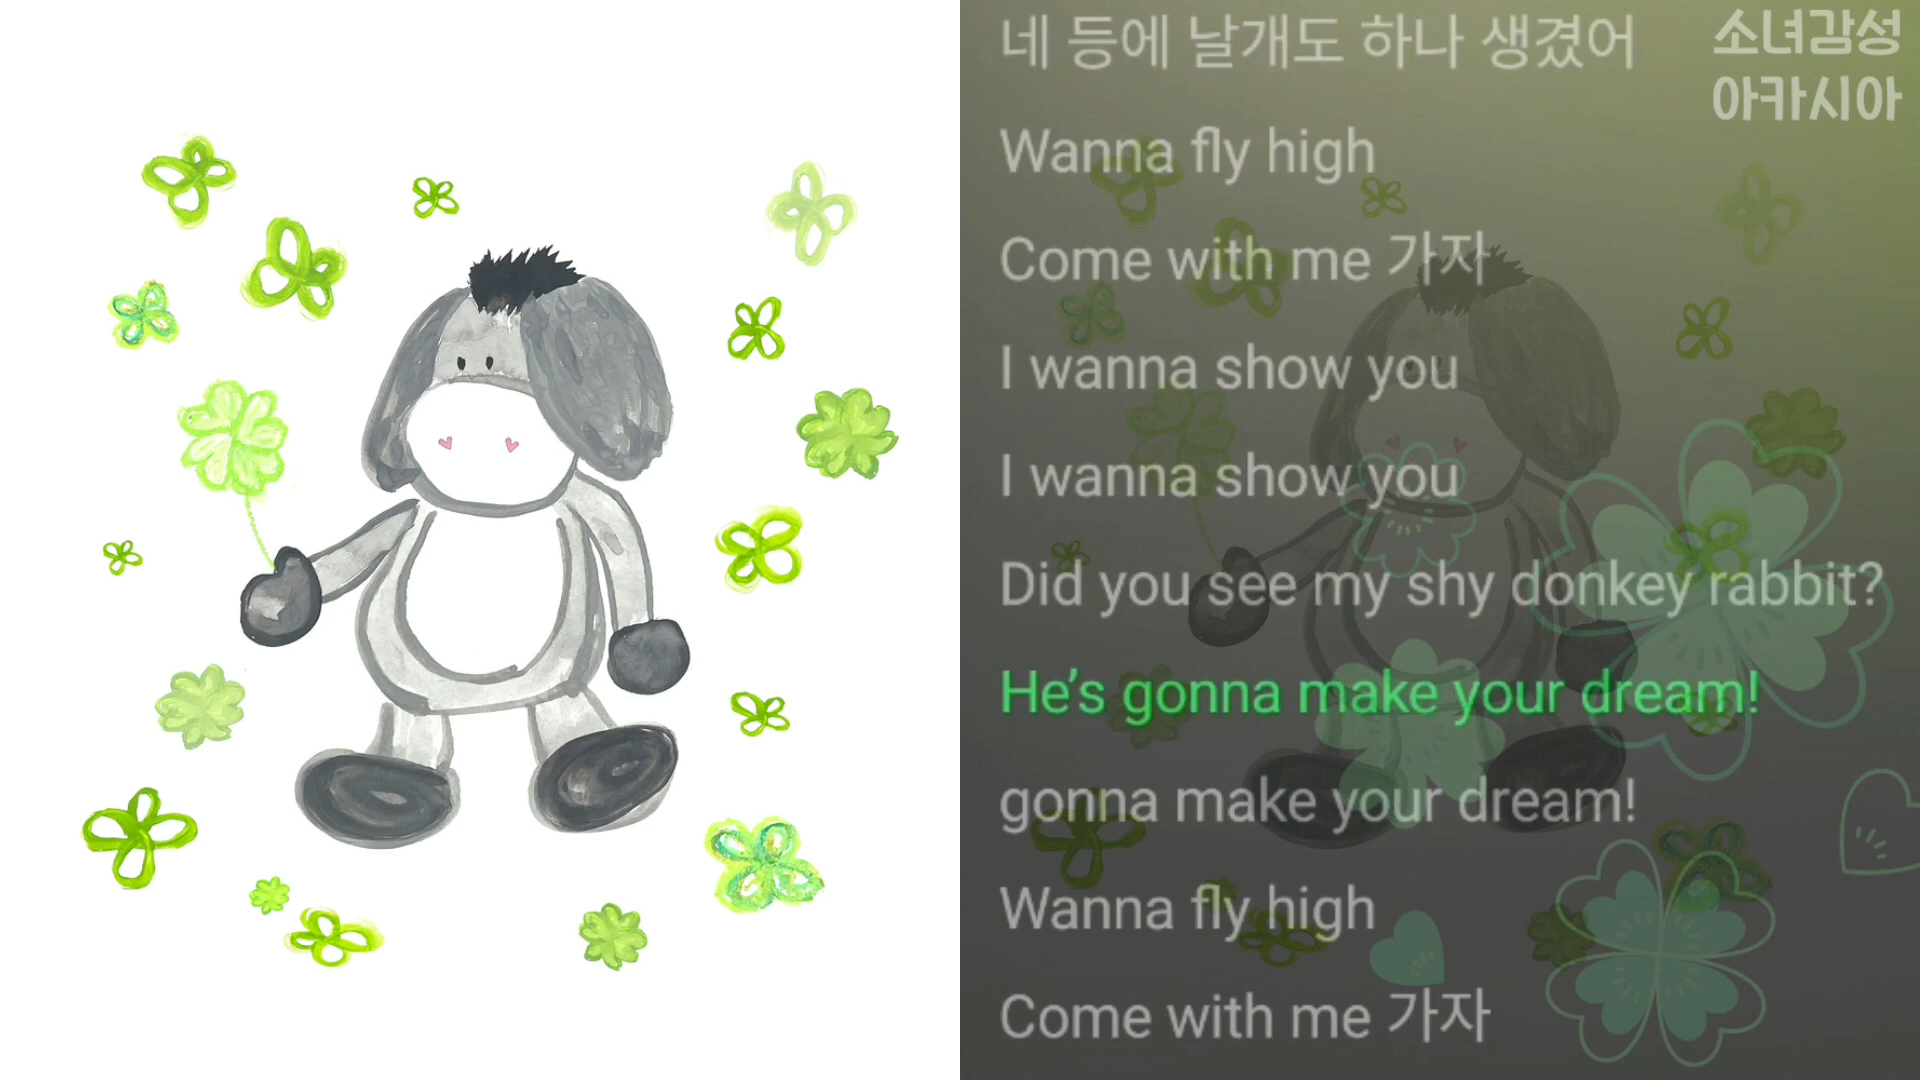 네 등에 날개도 하나 생겼어
소녀감성
아카시아
Wanna fly high
Come with me 가자
I wanna show you
I wanna show you
Did you see my shy donkey rabbit?
He’s gonna make your dream!
gonna make your dream!
Wanna fly high
Come with me 가자